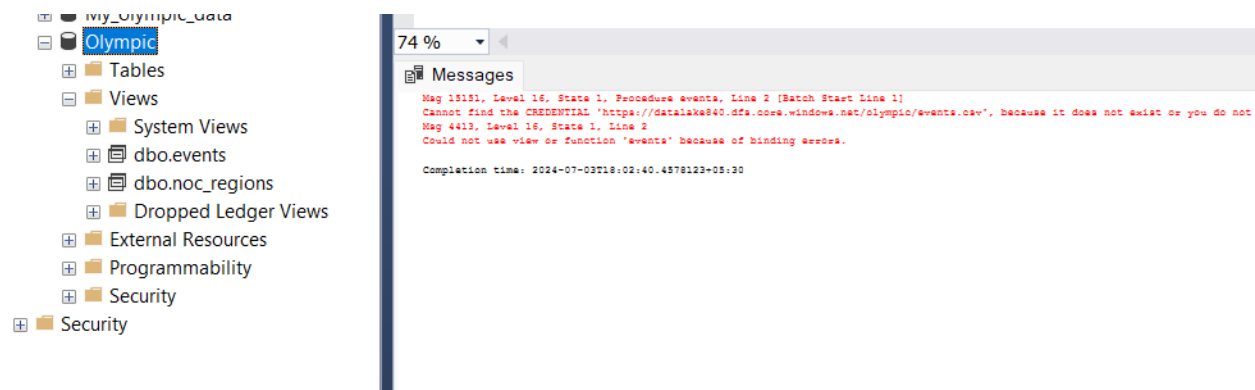 My_olympic_data
Olympic
Tables
Views
System Views
dbo.events
dbo.noc_regions
Dropped Ledger Views
External Resources
Programmability
Security
Security
74 %
Messages
Msg 15151, Level 16, State 1, Procedure events, Line 2 [Batch Start Line 1]
Cannot find the CREDENTIAL 'https://datalake840.dfs.core.windows.net/olympic/events.csv', because it does not exist or you do not
Msg 4413, Level 16, State 1, Line 2
Could not use view or function 'events' because of binding errors.
Completion time: 2024-07-03T18:02:40.4578123+05:30